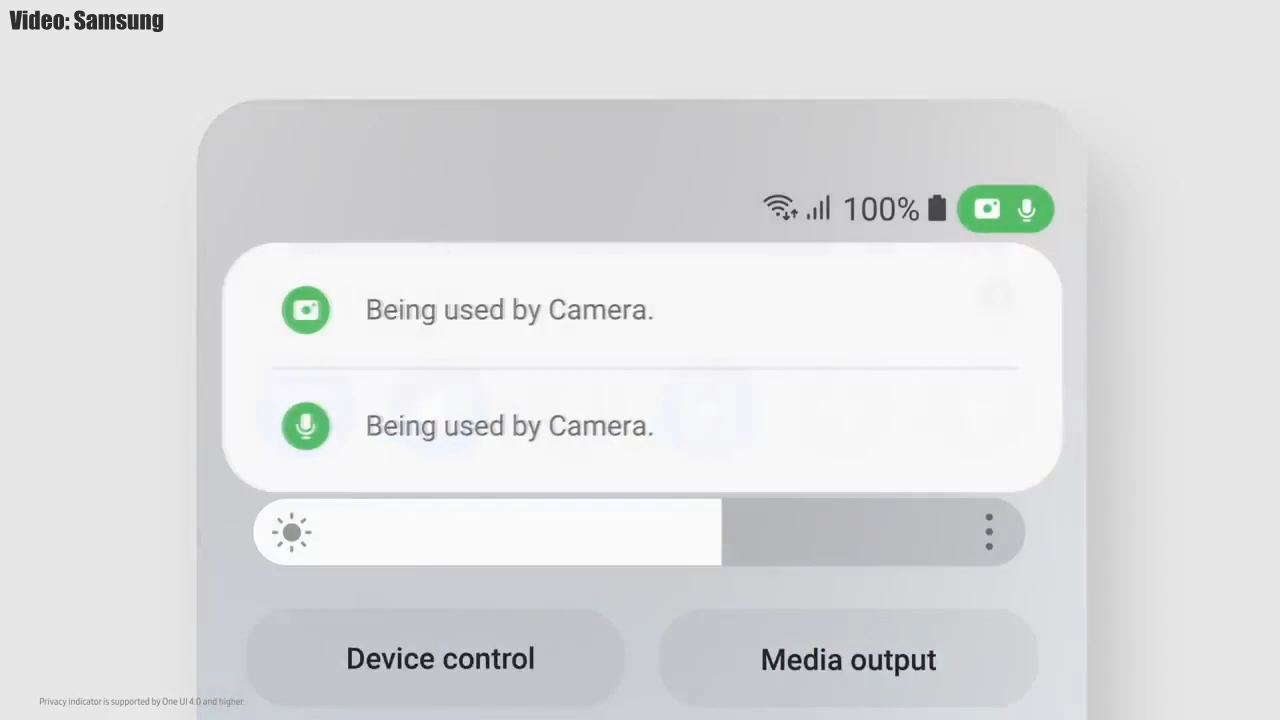 Video: Samsung
100%
Being used by Camera.
Being used by Camera.
Device control
Media output
Privacy indicator is supported by One UI 4.0 and higher.